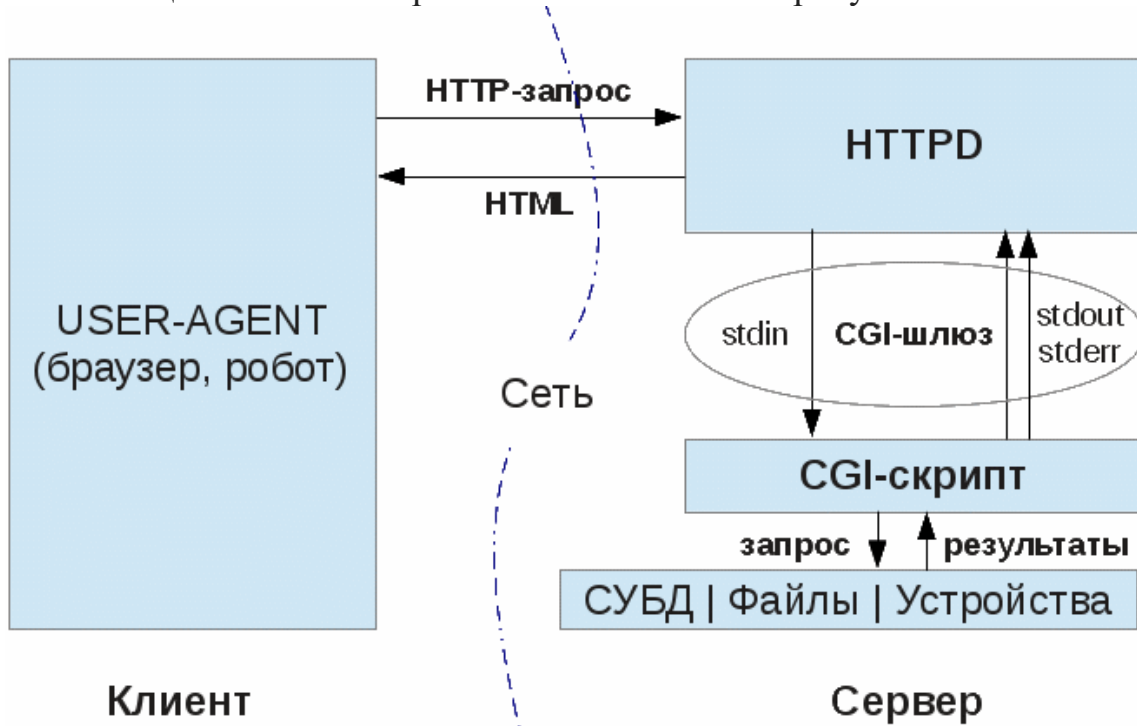 HTTP-запрос
HTML
USER-AGENT
(браузер, робот)
Сеть
HTTPD
stdin
CGI-шлюз
stdout
stderr
CGI-скрипт
запрос
результаты
СУБД | Файлы | Устройства
Клиент
Сервер